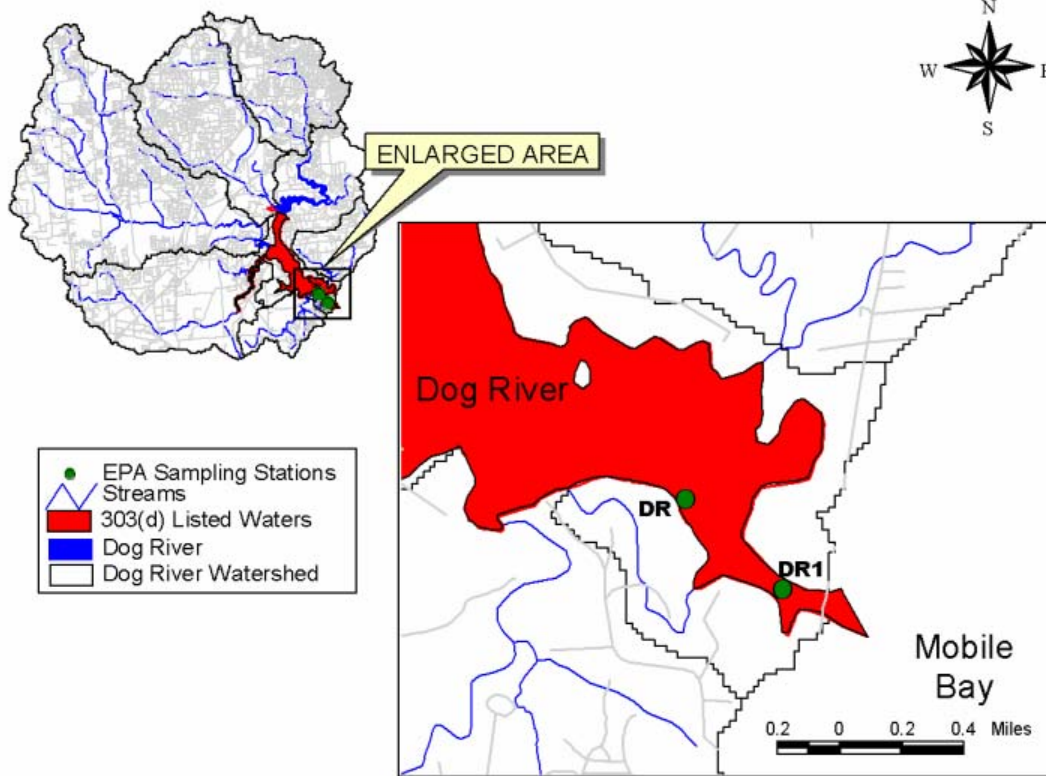 N
W
E
S
ENLARGED AREA
Dog River
EPA Sampling Stations
Streams
303(d) Listed Waters
Dog River
Dog River Watershed
DR
DR1
Mobile
Bay
0.2 0 0.2 0.4 Miles